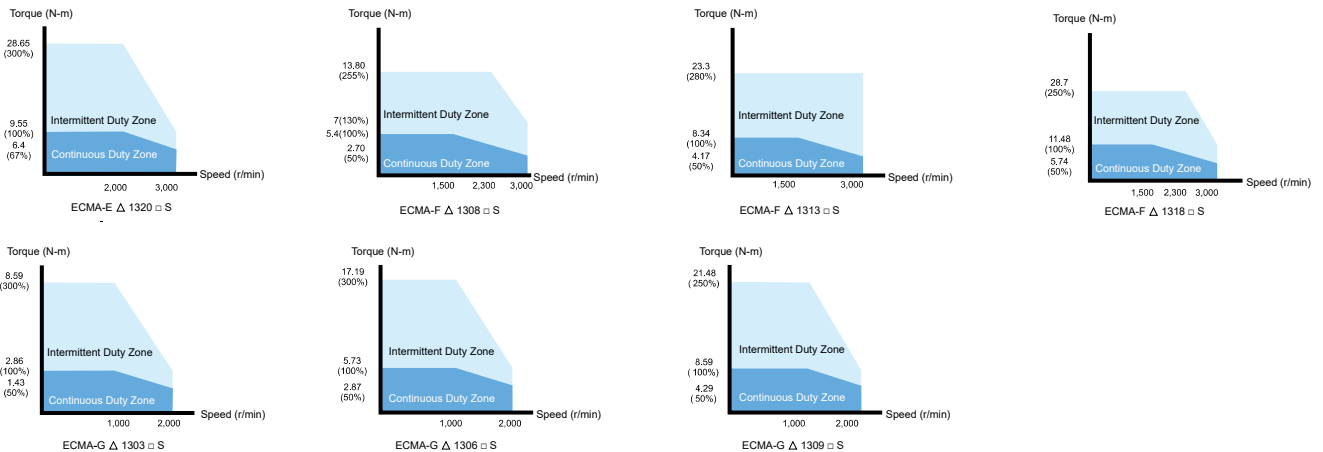 Torque (N-m)
28.65
(300%)
9.55
(100%)
6.4
(67%)
Intermittent Duty Zone
Continuous Duty Zone
2,000
3,000
Speed (r/min)
ECMA-E △ 1320 □ S
-
Torque (N-m)
13.80
(255%)
7(130%)
5.4(100%)
2.70
(50%)
Intermittent Duty Zone
Continuous Duty Zone
1,500
2,300
3,000
Speed (r/min)
ECMA-F △ 1308 □ S
Torque (N-m)
23.3
(280%)
8.34
(100%)
4.17
(50%)
Intermittent Duty Zone
Continuous Duty Zone
1,500
3,000
Speed (r/min)
ECMA-F △ 1313 □ S
Torque (N-m)
28.7
(250%)
11.48
(100%)
5.74
(50%)
Intermittent Duty Zone
Continuous Duty Zone
1,500
2,300
3,000
Speed (r/min)
ECMA-F △ 1318 □ S
Torque (N-m)
8.59
(300%)
2.86
(100%)
1.43
(50%)
Intermittent Duty Zone
Continuous Duty Zone
1,000
2,000
Speed (r/min)
ECMA-G △ 1303 □ S
Torque (N-m)
17.19
(300%)
5.73
(100%)
2.87
(50%)
Intermittent Duty Zone
Continuous Duty Zone
1,000
2,000
Speed (r/min)
ECMA-G △ 1306 □ S
Torque (N-m)
21.48
( 250%)
8.59
( 100%)
4.29
( 50%)
Intermittent Duty Zone
Continuous Duty Zone
1,000
2,000
Speed (r/min)
ECMA-G △ 1309 □ S